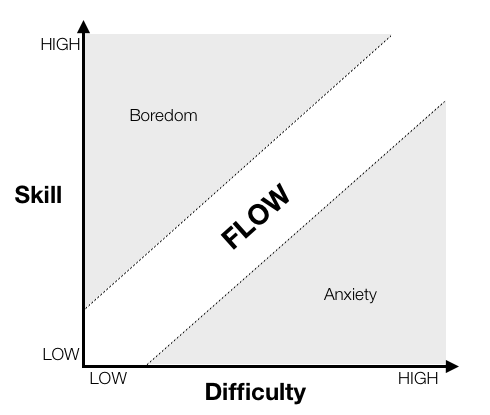 HIGH
Boredom
Skill
FLOW
Anxiety
LOW
LOW
HIGH
Difficulty